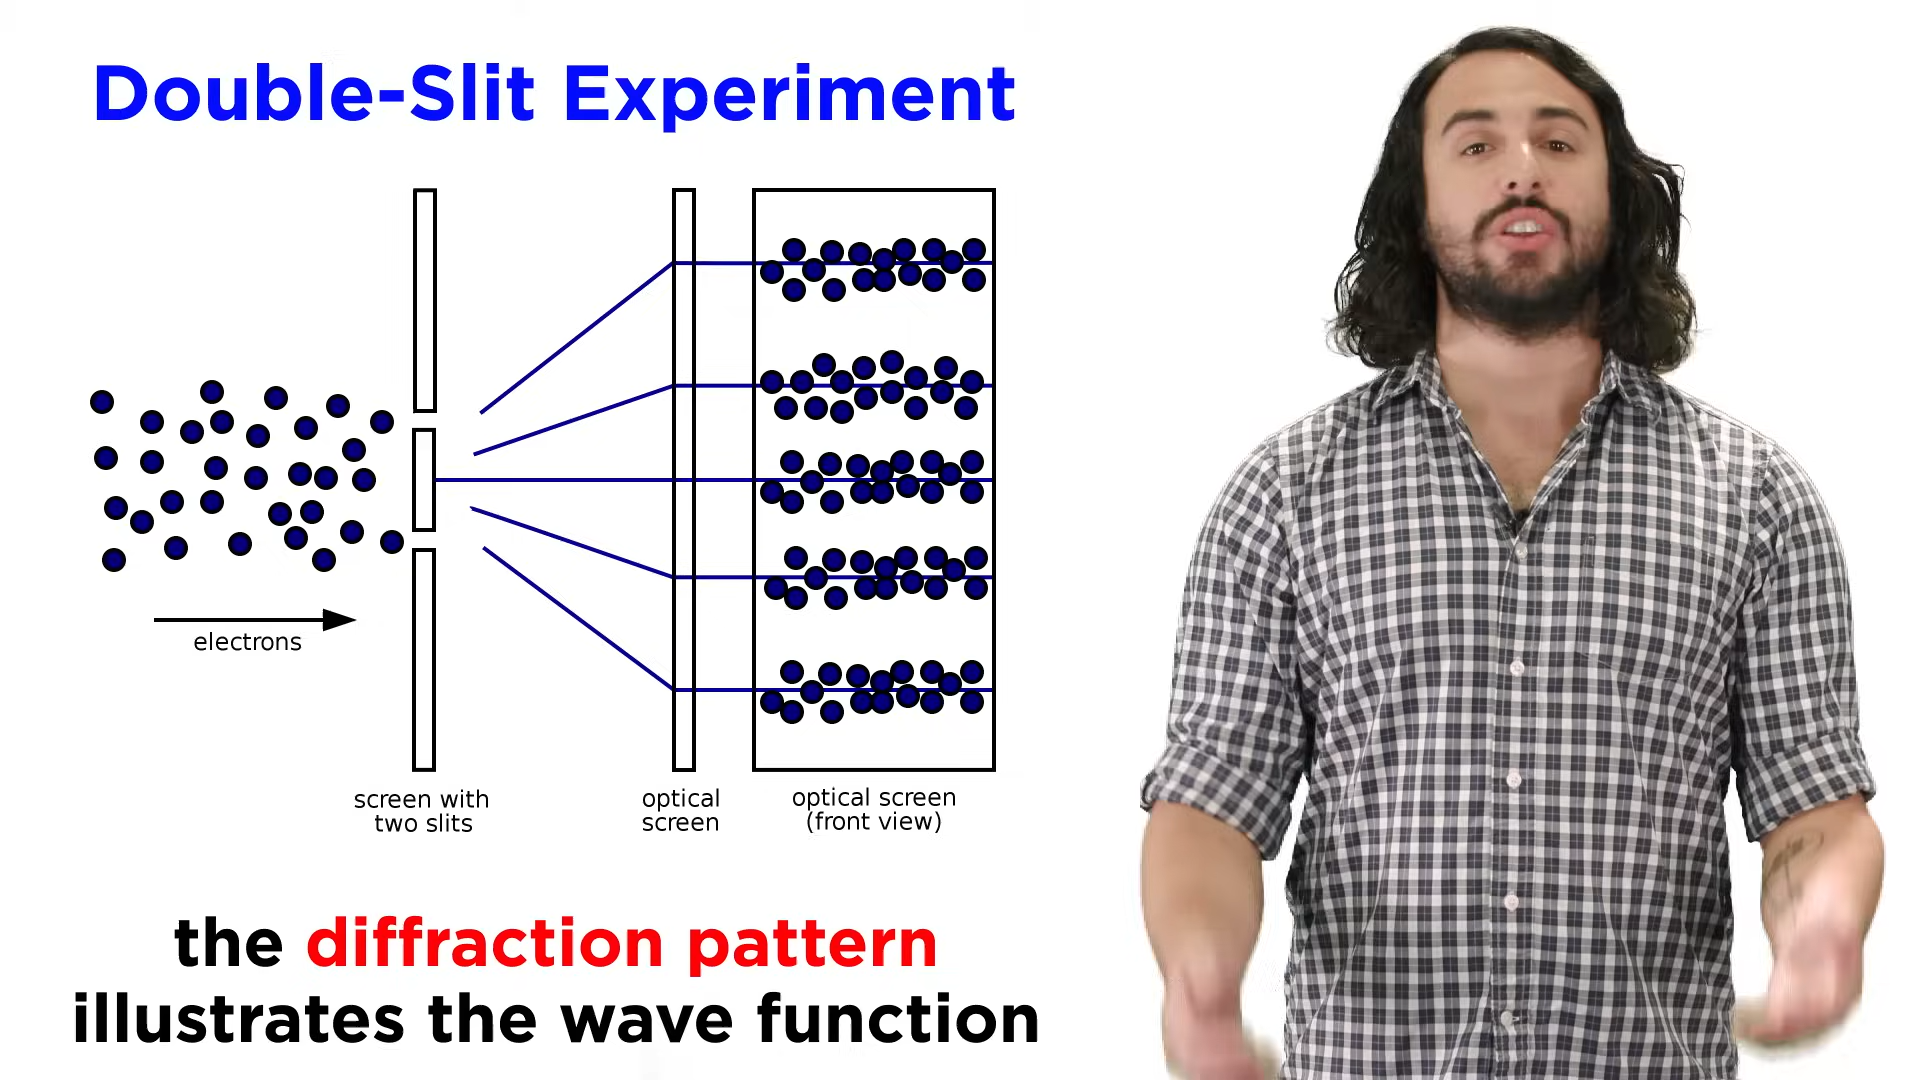 Double-Slit Experiment
electrons
screen with
two slits
optical
screen
optical screen
(front view)
the diffraction pattern
illustrates the wave function